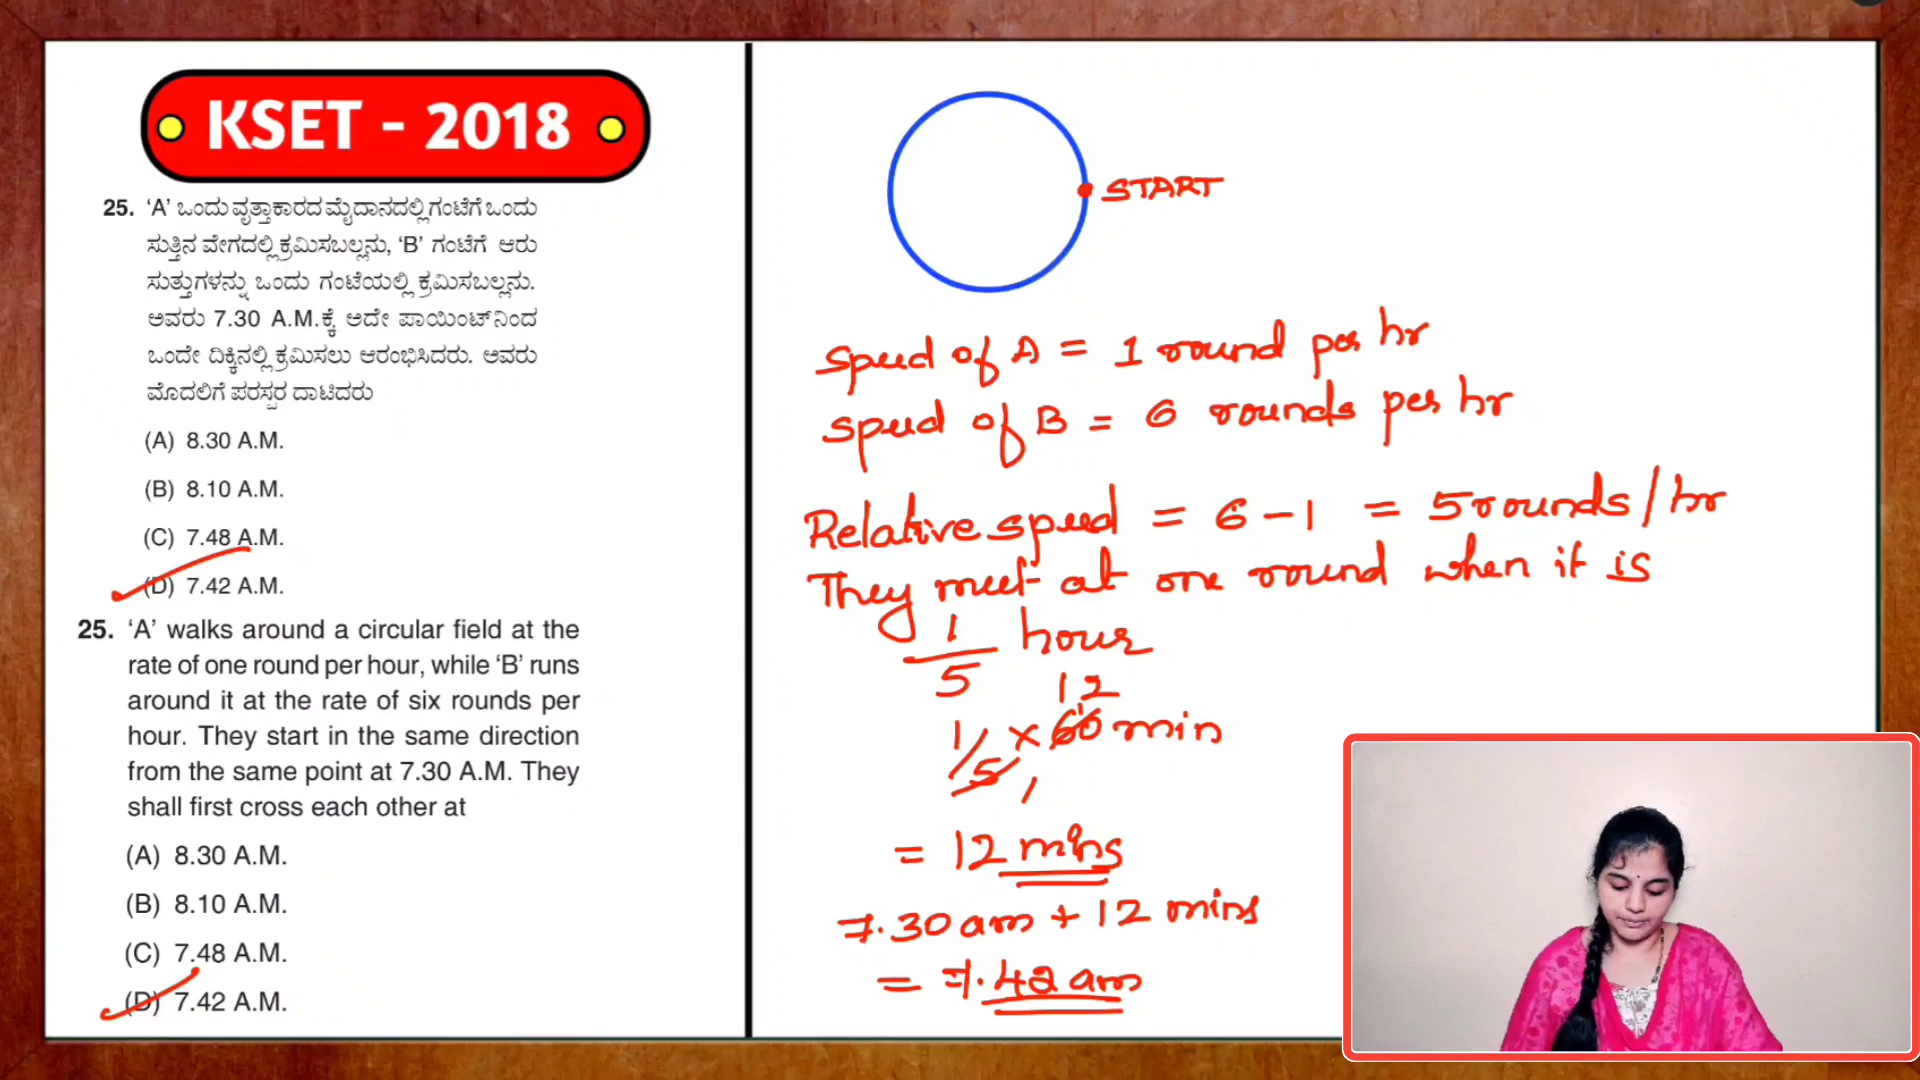 KSET - 2018
25. ‘A’ ಒಂದು ವೃತ್ತಾಕಾರದ ಮೈದಾನದಲ್ಲಿ ಗಂಟೆಗೆ ಒಂದು
ಸುತ್ತಿನ ವೇಗದಲ್ಲಿ ಕ್ರಮಿಸಬಲ್ಲನು, ‘B’ ಗಂಟೆಗೆ ಆರು
ಸುತ್ತುಗಳನ್ನು ಒಂದು ಗಂಟೆಯಲ್ಲಿ ಕ್ರಮಿಸಬಲ್ಲನು.
ಅವರು 7.30 A.M.ಕ್ಕೆ ಅದೇ ಪಾಯಿಂಟ್‌ನಿಂದ
ಒಂದೇ ದಿಕ್ಕಿನಲ್ಲಿ ಕ್ರಮಿಸಲು ಆರಂಭಿಸಿದರು. ಅವರು
ಮೊದಲಿಗೆ ಪರಸ್ಪರ ದಾಟಿದರು
(A) 8.30 A.M.
(B) 8.10 A.M.
(C) 7.48 A.M.
(D) 7.42 A.M.
25. ‘A’ walks around a circular field at the
rate of one round per hour, while ‘B’ runs
around it at the rate of six rounds per
hour. They start in the same direction
from the same point at 7.30 A.M. They
shall first cross each other at
(A) 8.30 A.M.
(B) 8.10 A.M.
(C) 7.48 A.M.
(D) 7.42 A.M.
START
Speed of A = 1 round per hr
Speed of B = 6 rounds per hr
Relative speed = 6 - 1 = 5 rounds/hr
They meet at one round when it is
1/5 hour
12
1/5 × 60 min
1
= 12 mins
7.30 am + 12 mins
= 7.42 am